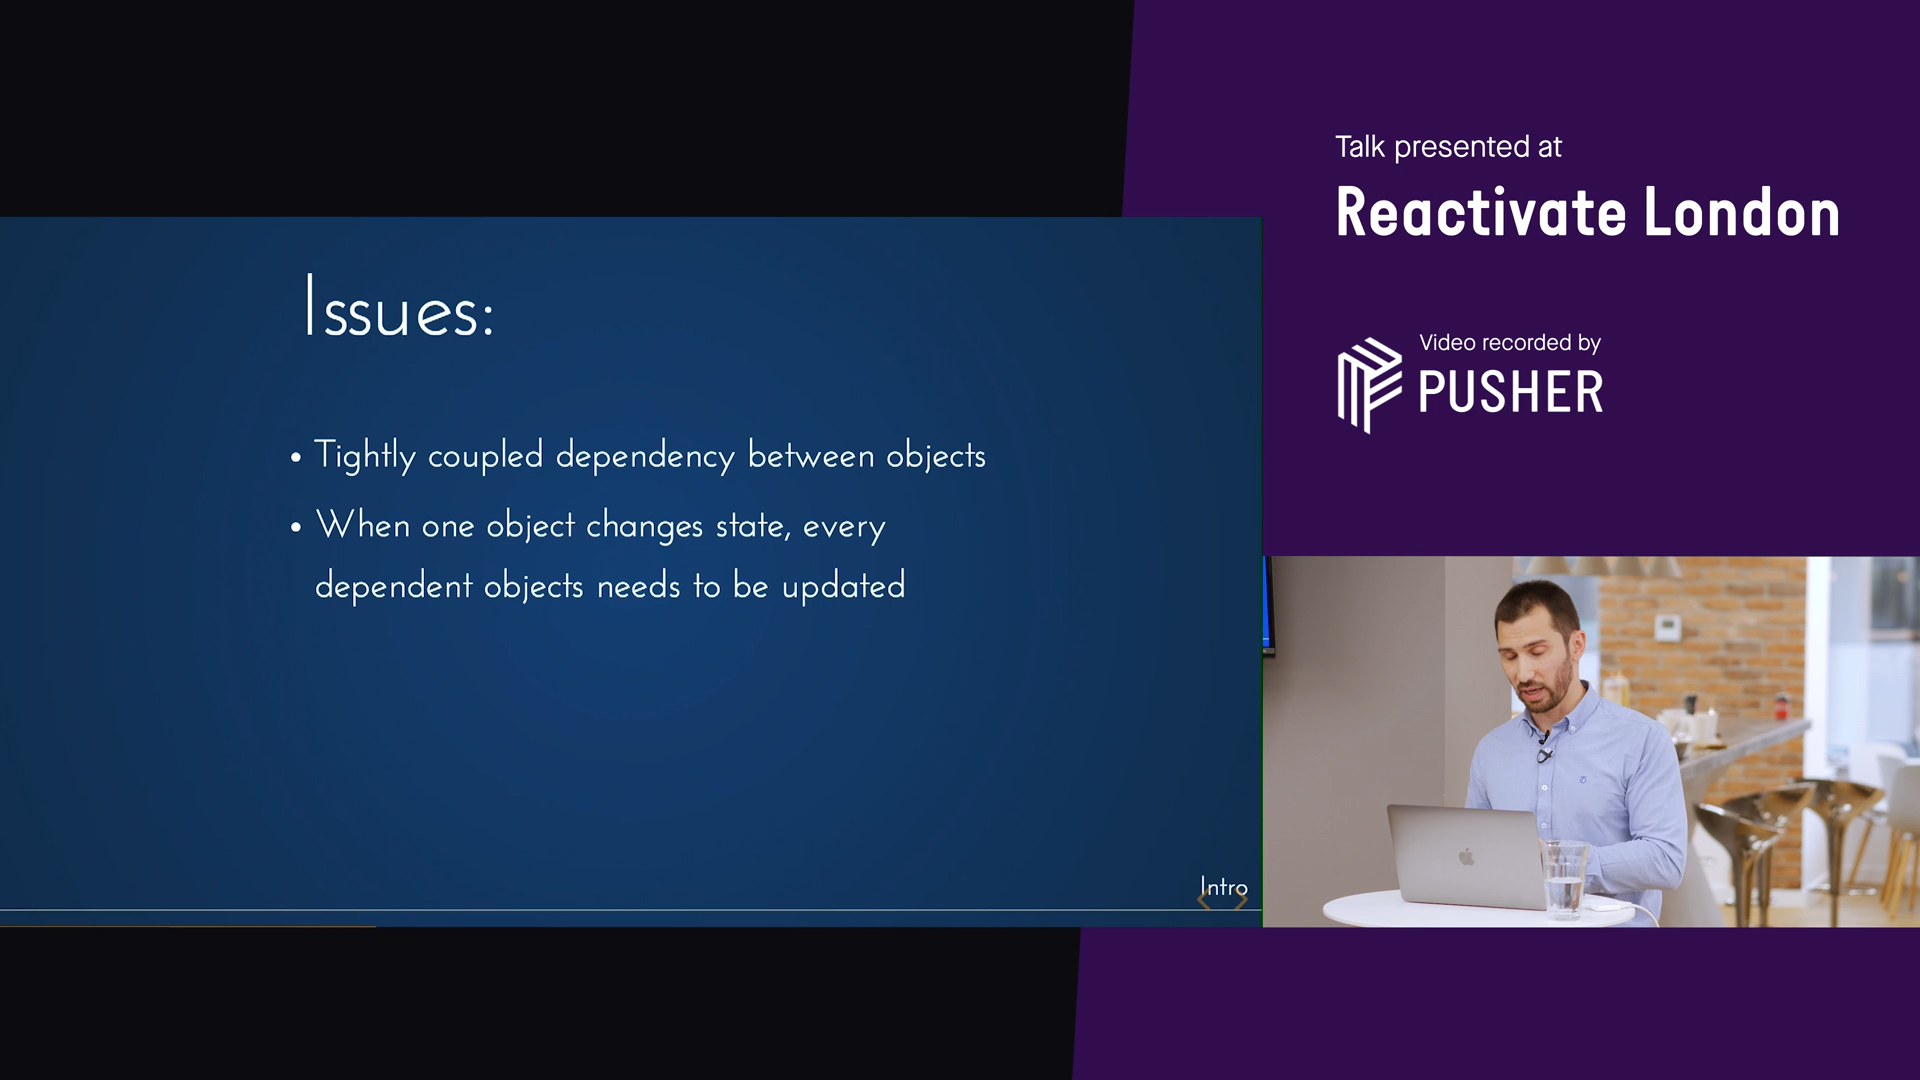 Issues:
• Tightly coupled dependency between objects
• When one object changes state, every
dependent objects needs to be updated
Intro
Talk presented at
Reactivate London
Video recorded by
PUSHER